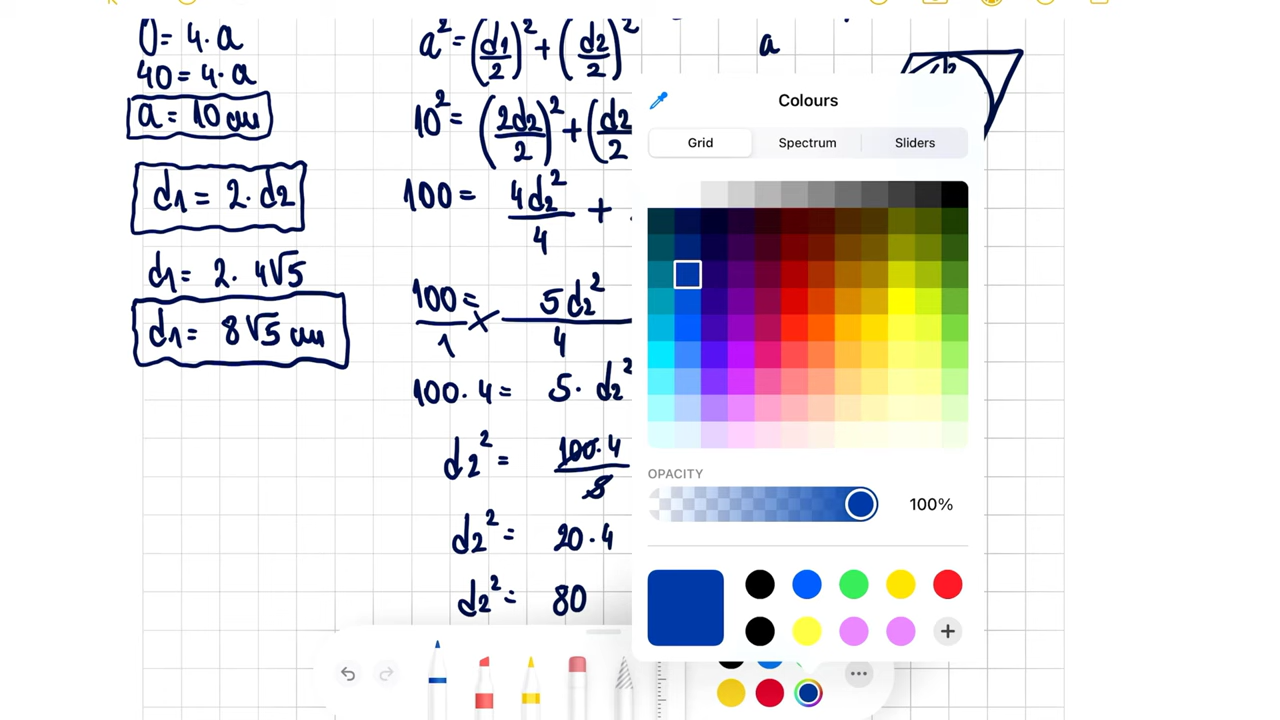 O = 4 · a
40 = 4 · a
a = 10 cm
d1 = 2 · d2
d1 = 2 · 4√5
d1 = 8√5 cm
a² = (d1/2)² + (d2/2)²
10² = (2d2/2)² + (d2/2
100 = 4d2²/4 +
100/1 = 5d2²/4
100 · 4 = 5 · d2²
d2² = 100·4/5
d2² = 20 · 4
d2² = 80
a
Colours
Grid
Spectrum
Sliders
OPACITY
100%